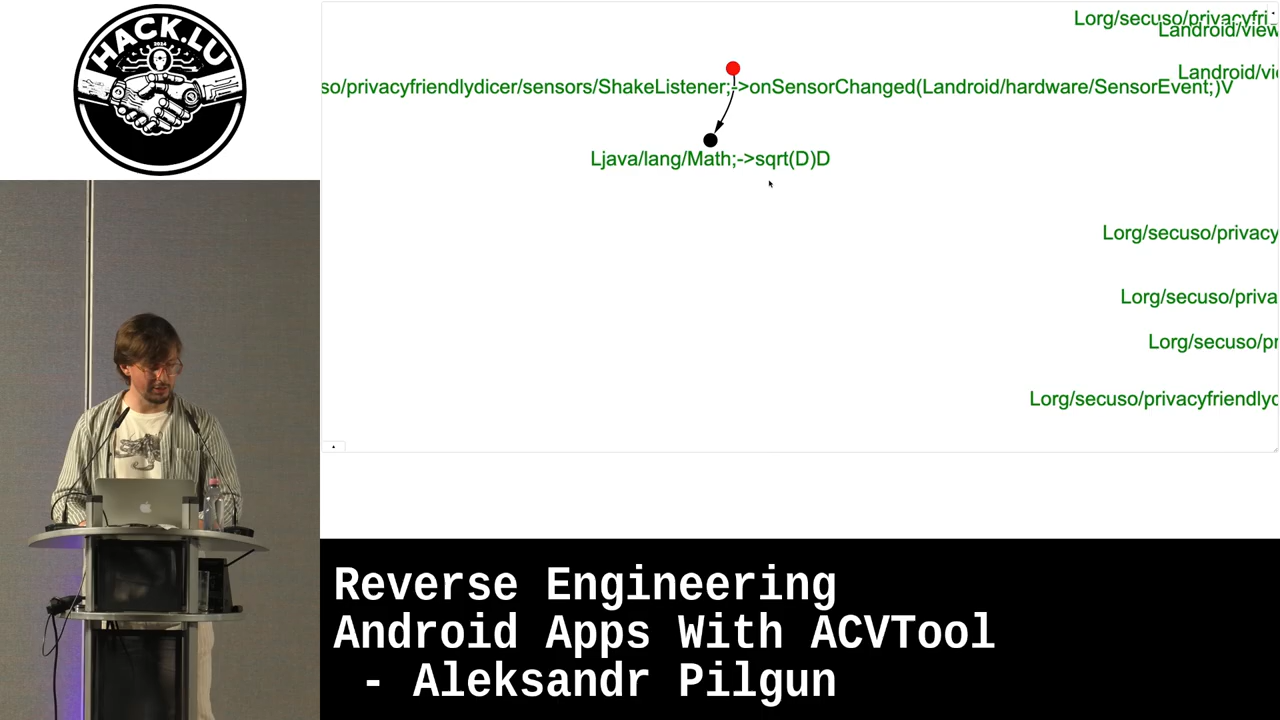 HACK.LU
2024
Lorg/secuso/privacyfri
Landroid/view
Landroid/vi
so/privacyfriendlydicer/sensors/ShakeListener;->onSensorChanged(Landroid/hardware/SensorEvent;)V
Ljava/lang/Math;->sqrt(D)D
Lorg/secuso/privacy
Lorg/secuso/priva
Lorg/secuso/pr
Lorg/secuso/privacyfriendlyd
Reverse Engineering
Android Apps With ACVTool
- Aleksandr Pilgun